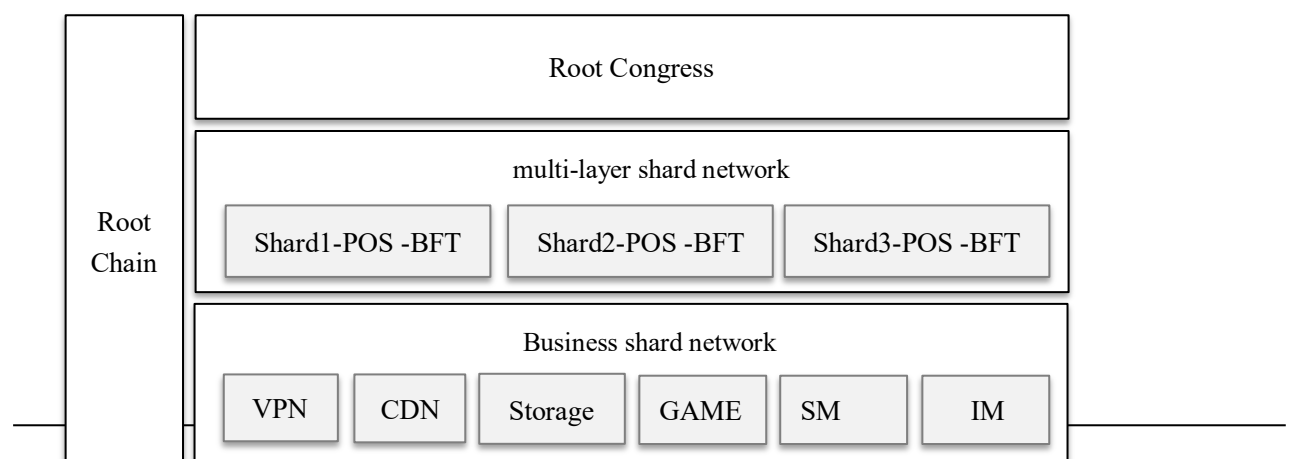 Root Congress
multi-layer shard network
Root
Chain
Shard1-POS -BFT
Shard2-POS -BFT
Shard3-POS -BFT
Business shard network
VPN
CDN
Storage
GAME
SM
IM